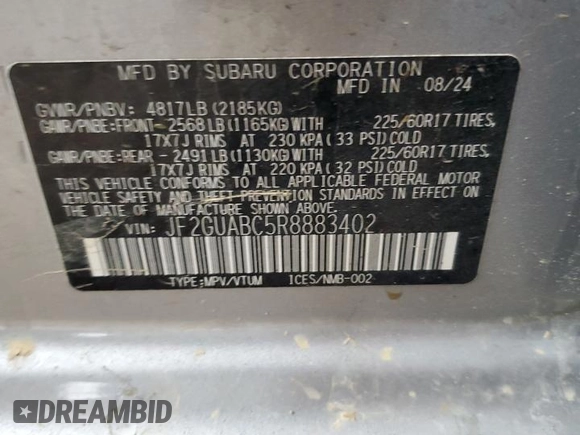 MFD BY SUBARU CORPORATION
MFD IN 08/24
GVWR/PNBV: 4817LB(2185KG)
GAWR/PNBE:FRONT-2568LB(1165KG)WITH 225/60R17 TIRES,
17X7J RIMS AT 230 KPA(33 PSI)COLD
GAWR/PNBE:REAR -2491LB(1130KG)WITH 225/60R17 TIRES,
17X7J RIMS AT 220 KPA(32 PSI)COLD
THIS VEHICLE CONFORMS TO ALL APPLICABLE FEDERAL MOTOR
VEHICLE SAFETY AND THEFT PREVENTION STANDARDS IN EFFECT ON
THE DATE OF MANUFACTURE SHOWN ABOVE.
VIN: JF2GUABC5R8883402
TYPE:MPV/VTUM ICES/NMB-002
DREAMBID